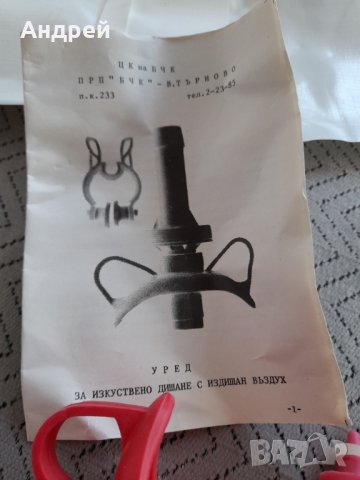 Андрей
ЦК на БЧК
ПРП "БЧК" - В.ТЪРНОВО
п.к.233 тел.2-23-85
УРЕД
ЗА ИЗКУСТВЕНО ДИШАНЕ С ИЗДИШАН ВЪЗДУХ
-1-
BAZAR